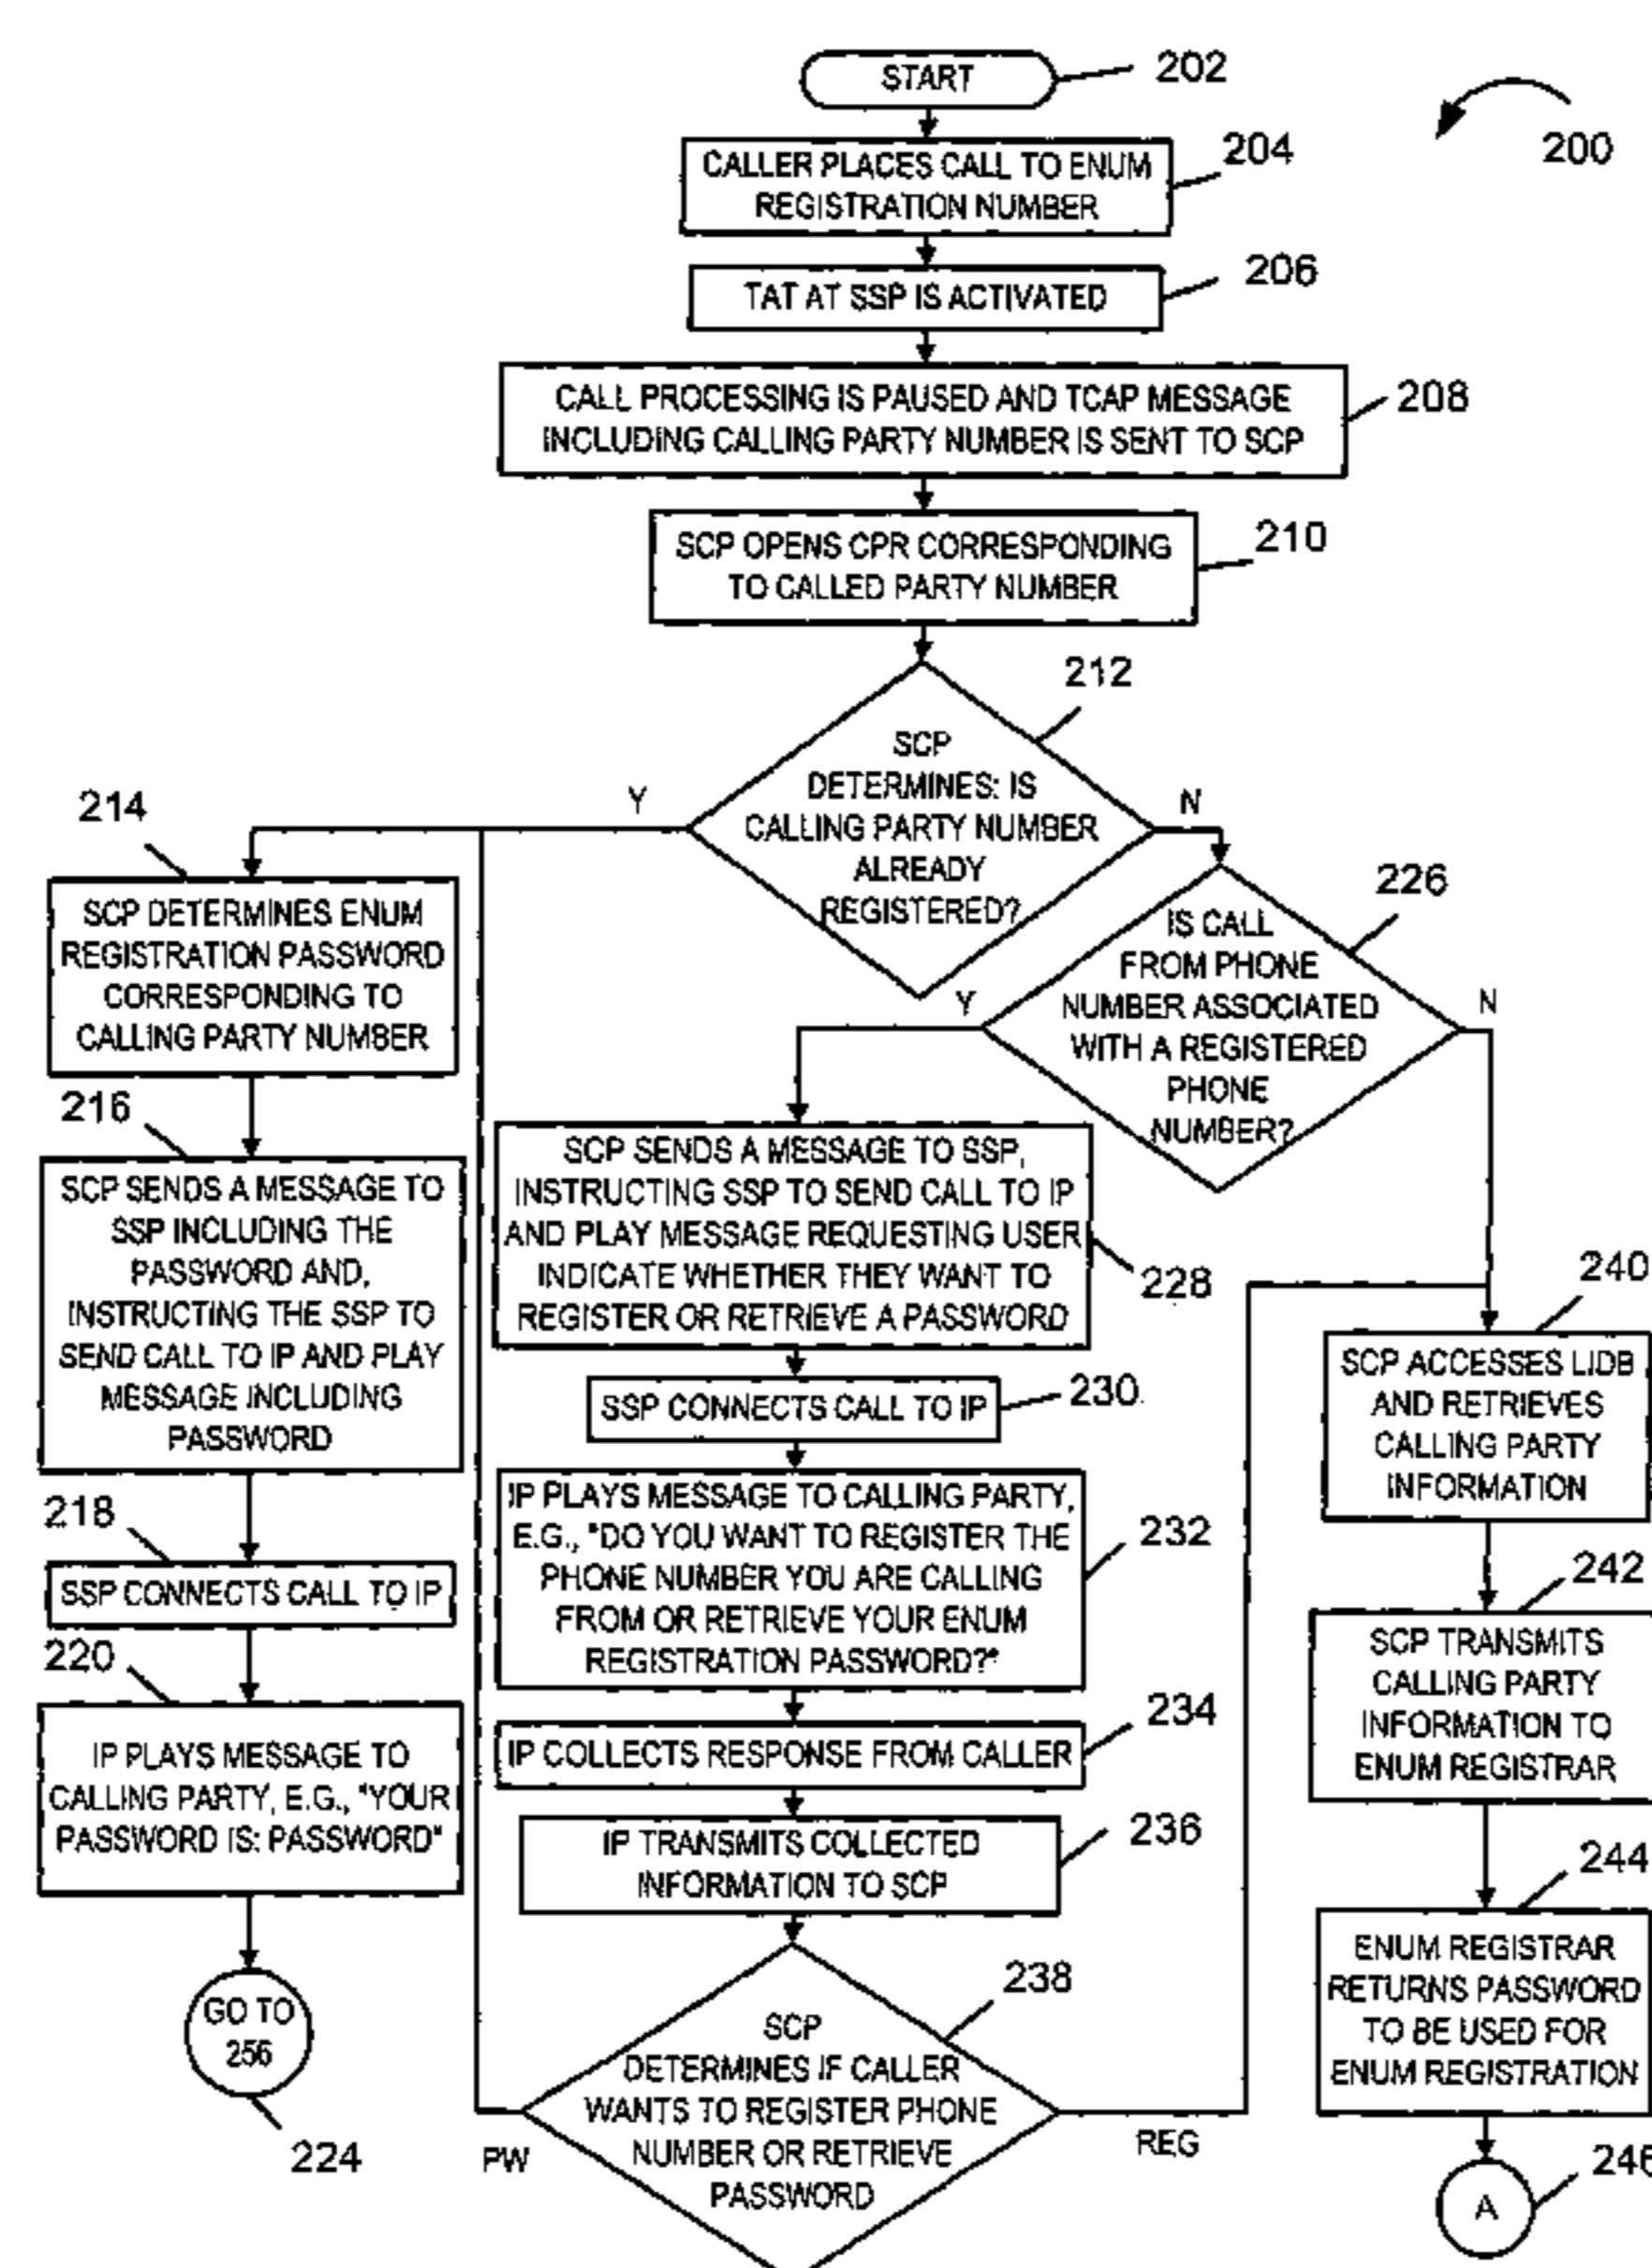 START
202
200
CALLER PLACES CALL TO ENUM
REGISTRATION NUMBER
204
TAT AT SSP IS ACTIVATED
206
CALL PROCESSING IS PAUSED AND TCAP MESSAGE
INCLUDING CALLING PARTY NUMBER IS SENT TO SCP
208
SCP OPENS CPR CORRESPONDING
TO CALLED PARTY NUMBER
210
212
SCP
DETERMINES: IS
CALLING PARTY NUMBER
ALREADY
REGISTERED?
Y
N
214
SCP DETERMINES ENUM
REGISTRATION PASSWORD
CORRESPONDING TO
CALLING PARTY NUMBER
216
SCP SENDS A MESSAGE TO
SSP INCLUDING THE
PASSWORD AND,
INSTRUCTING THE SSP TO
SEND CALL TO IP AND PLAY
MESSAGE INCLUDING
PASSWORD
218
SSP CONNECTS CALL TO IP
220
IP PLAYS MESSAGE TO
CALLING PARTY, E.G., "YOUR
PASSWORD IS: PASSWORD"
GO TO
256
224
226
IS CALL
FROM PHONE
NUMBER ASSOCIATED
WITH A REGISTERED
PHONE
NUMBER?
Y
N
SCP SENDS A MESSAGE TO SSP,
INSTRUCTING SSP TO SEND CALL TO IP
AND PLAY MESSAGE REQUESTING USER
INDICATE WHETHER THEY WANT TO
REGISTER OR RETRIEVE A PASSWORD
228
SSP CONNECTS CALL TO IP
230
IP PLAYS MESSAGE TO CALLING PARTY,
E.G., "DO YOU WANT TO REGISTER THE
PHONE NUMBER YOU ARE CALLING
FROM OR RETRIEVE YOUR ENUM
REGISTRATION PASSWORD?"
232
IP COLLECTS RESPONSE FROM CALLER
234
IP TRANSMITS COLLECTED
INFORMATION TO SCP
236
238
SCP
DETERMINES IF CALLER
WANTS TO REGISTER PHONE
NUMBER OR RETRIEVE
PASSWORD
PW
REG
240
SCP ACCESSES LIDB
AND RETRIEVES
CALLING PARTY
INFORMATION
242
SCP TRANSMITS
CALLING PARTY
INFORMATION TO
ENUM REGISTRAR
244
ENUM REGISTRAR
RETURNS PASSWORD
TO BE USED FOR
ENUM REGISTRATION
A
246